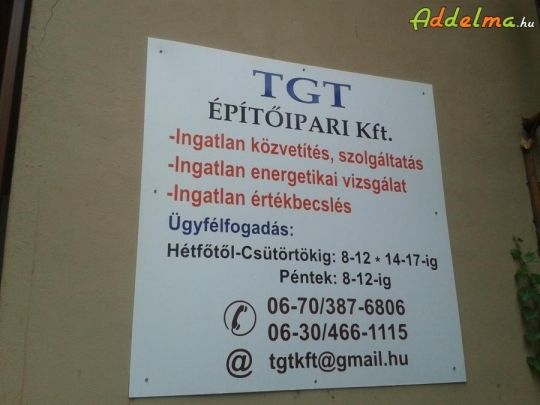 Addelma.hu
TGT
ÉPÍTŐIPARI Kft.
-Ingatlan közvetítés, szolgáltatás
-Ingatlan energetikai vizsgálat
-Ingatlan értékbecslés
Ügyfélfogadás:
Hétfőtől-Csütörtökig: 8-12 * 14-17-ig
Péntek: 8-12-ig
06-70/387-6806
06-30/466-1115
@ tgtkft@gmail.hu